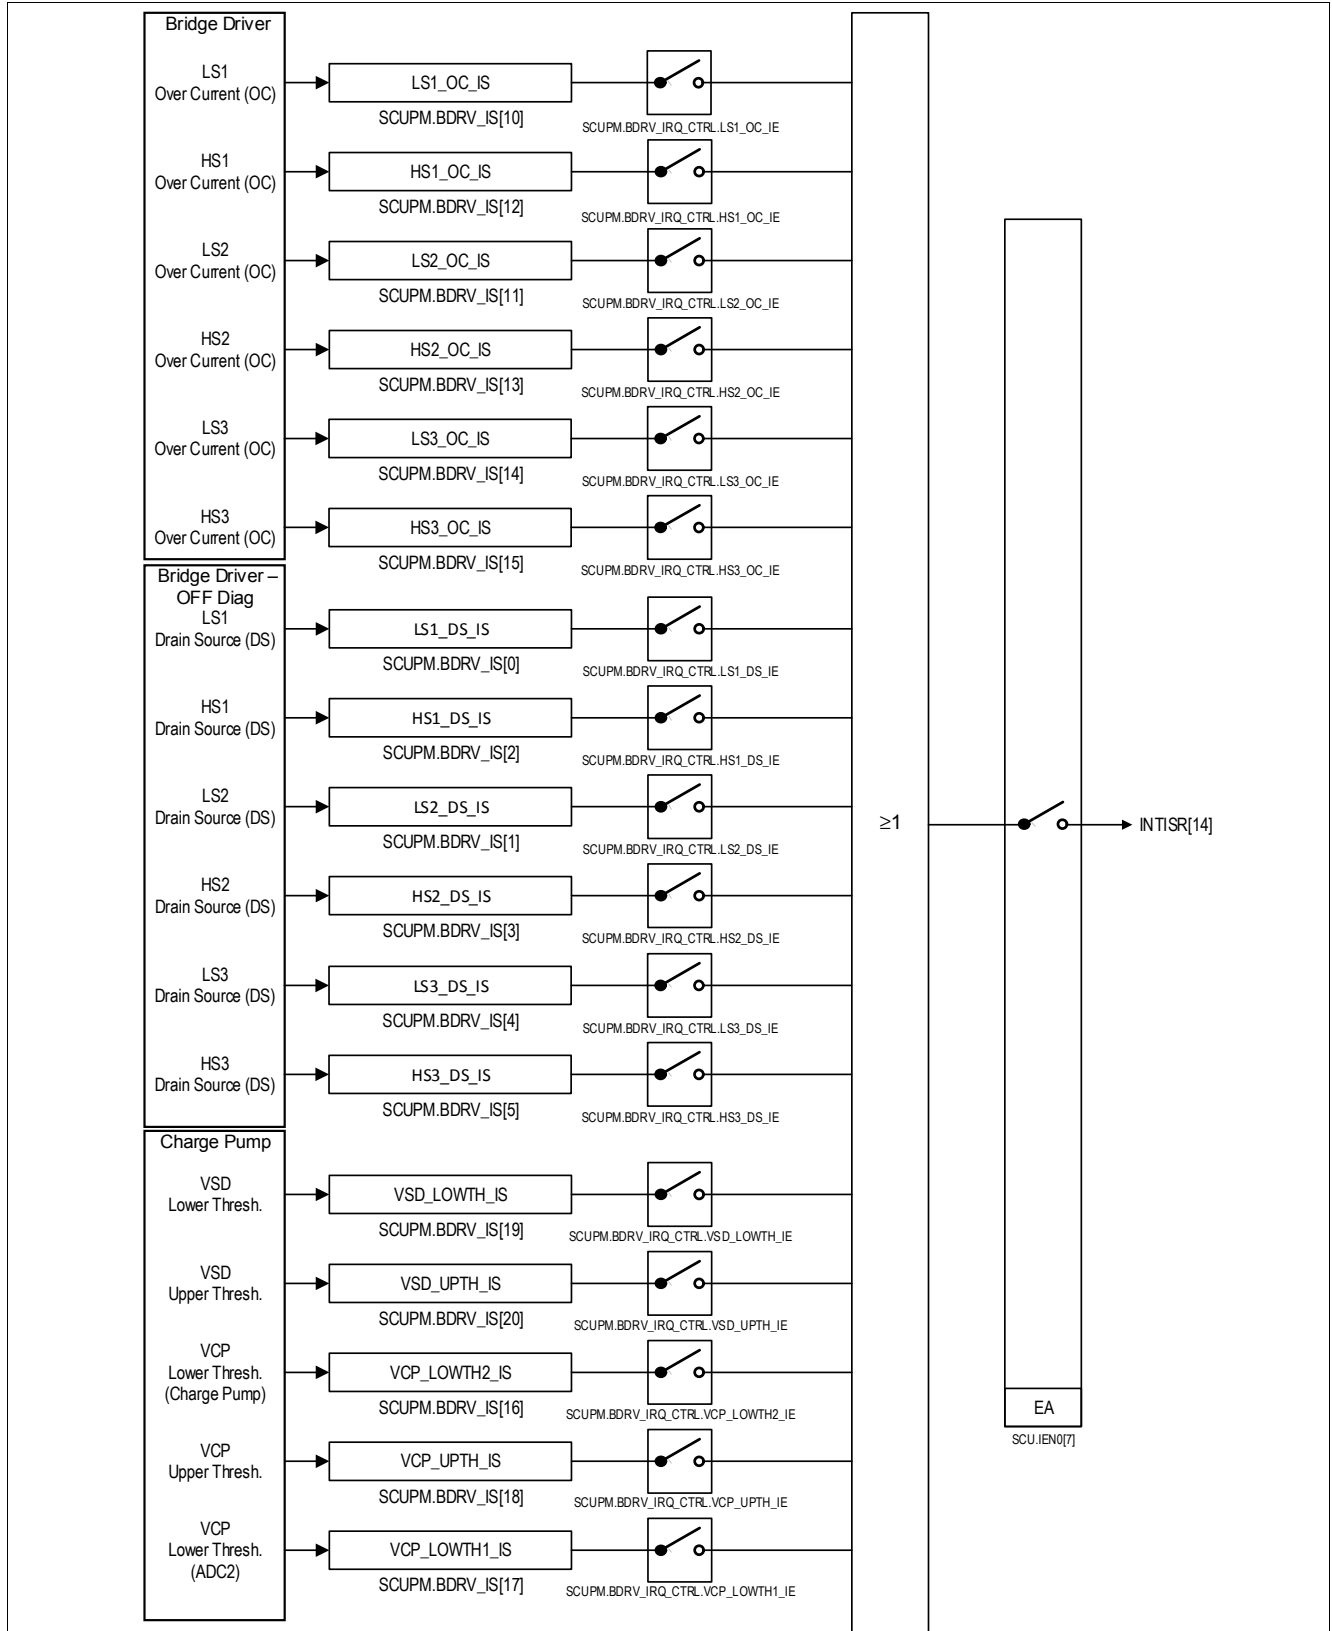 Bridge Driver
LS1
Over Current (OC)
LS1_OC_IS
SCUPM.BDRV_IS[10]
SCUPM.BDRV_IRQ_CTRL.LS1_OC_IE
HS1
Over Current (OC)
HS1_OC_IS
SCUPM.BDRV_IS[12]
SCUPM.BDRV_IRQ_CTRL.HS1_OC_IE
LS2
Over Current (OC)
LS2_OC_IS
SCUPM.BDRV_IS[11]
SCUPM.BDRV_IRQ_CTRL.LS2_OC_IE
HS2
Over Current (OC)
HS2_OC_IS
SCUPM.BDRV_IS[13]
SCUPM.BDRV_IRQ_CTRL.HS2_OC_IE
LS3
Over Current (OC)
LS3_OC_IS
SCUPM.BDRV_IS[14]
SCUPM.BDRV_IRQ_CTRL.LS3_OC_IE
HS3
Over Current (OC)
HS3_OC_IS
SCUPM.BDRV_IS[15]
SCUPM.BDRV_IRQ_CTRL.HS3_OC_IE
Bridge Driver –
OFF Diag
LS1
Drain Source (DS)
LS1_DS_IS
SCUPM.BDRV_IS[0]
SCUPM.BDRV_IRQ_CTRL.LS1_DS_IE
HS1
Drain Source (DS)
HS1_DS_IS
SCUPM.BDRV_IS[2]
SCUPM.BDRV_IRQ_CTRL.HS1_DS_IE
LS2
Drain Source (DS)
LS2_DS_IS
SCUPM.BDRV_IS[1]
SCUPM.BDRV_IRQ_CTRL.LS2_DS_IE
HS2
Drain Source (DS)
HS2_DS_IS
SCUPM.BDRV_IS[3]
SCUPM.BDRV_IRQ_CTRL.HS2_DS_IE
LS3
Drain Source (DS)
LS3_DS_IS
SCUPM.BDRV_IS[4]
SCUPM.BDRV_IRQ_CTRL.LS3_DS_IE
HS3
Drain Source (DS)
HS3_DS_IS
SCUPM.BDRV_IS[5]
SCUPM.BDRV_IRQ_CTRL.HS3_DS_IE
Charge Pump
VSD
Lower Thresh.
VSD_LOWTH_IS
SCUPM.BDRV_IS[19]
SCUPM.BDRV_IRQ_CTRL.VSD_LOWTH_IE
VSD
Upper Thresh.
VSD_UPTH_IS
SCUPM.BDRV_IS[20]
SCUPM.BDRV_IRQ_CTRL.VSD_UPTH_IE
VCP
Lower Thresh.
(Charge Pump)
VCP_LOWTH2_IS
SCUPM.BDRV_IS[16]
SCUPM.BDRV_IRQ_CTRL.VCP_LOWTH2_IE
VCP
Upper Thresh.
VCP_UPTH_IS
SCUPM.BDRV_IS[18]
SCUPM.BDRV_IRQ_CTRL.VCP_UPTH_IE
VCP
Lower Thresh.
(ADC2)
VCP_LOWTH1_IS
SCUPM.BDRV_IS[17]
SCUPM.BDRV_IRQ_CTRL.VCP_LOWTH1_IE
≥1
INTISR[14]
EA
SCU.IEN0[7]